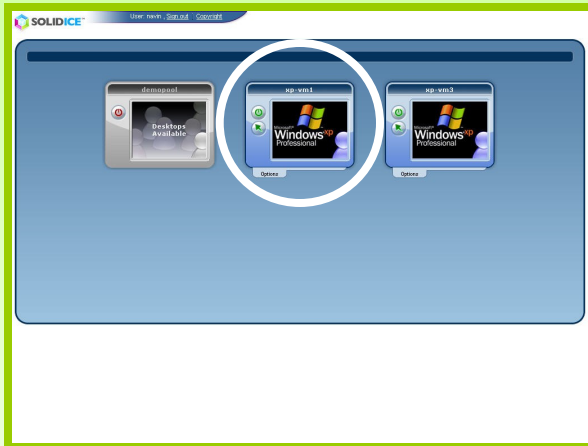 SOLIDICE™
User: navin , Sign out | Copyright
demopool
xp-vm1
xp-vm3
Desktops
Available
Microsoft®
Windows xp
Professional
Microsoft®
Windows xp
Professional
Options
Options